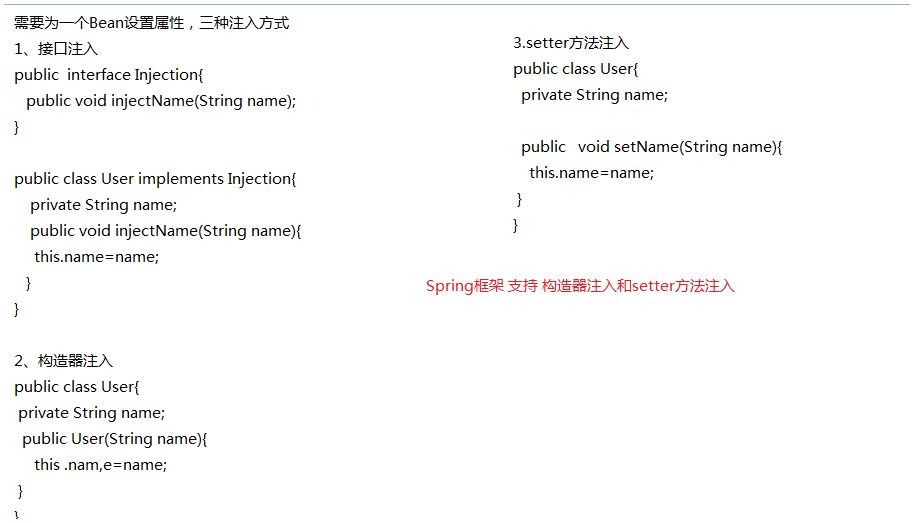 需要为一个Bean设置属性，三种注入方式
1、接口注入
public  interface Injection{
   public void injectName(String name);
}
public class User implements Injection{
    private String name;
    public void injectName(String name){
     this.name=name;
   }
}
2、构造器注入
public class User{
 private String name;
  public User(String name){
     this .nam,e=name;
 }
}
3.setter方法注入
public class User{
  private String name;
  public   void setName(String name){
    this.name=name;
 }
}
Spring框架 支持 构造器注入和setter方法注入